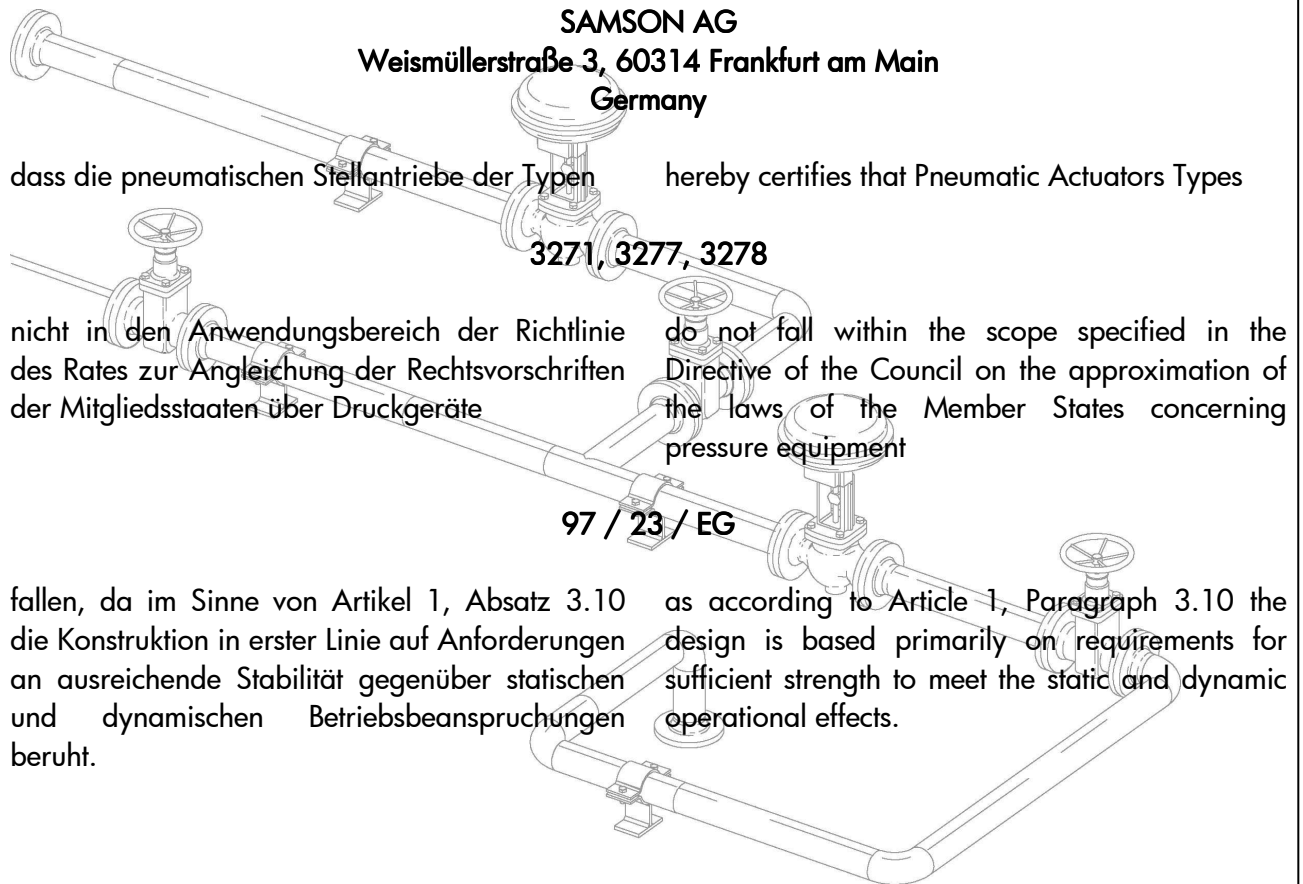 SAMSON AG
Weismüllerstraße 3, 60314 Frankfurt am Main
Germany
dass die pneumatischen Stellantriebe der Typen
hereby certifies that Pneumatic Actuators Types
3271, 3277, 3278
nicht in den Anwendungsbereich der Richtlinie
des Rates zur Angleichung der Rechtsvorschriften
der Mitgliedsstaaten über Druckgeräte
do not fall within the scope specified in the
Directive of the Council on the approximation of
the laws of the Member States concerning
pressure equipment
97 / 23 / EG
fallen, da im Sinne von Artikel 1, Absatz 3.10
die Konstruktion in erster Linie auf Anforderungen
an ausreichende Stabilität gegenüber statischen
und dynamischen Betriebsbeanspruchungen
beruht.
as according to Article 1, Paragraph 3.10 the
design is based primarily on requirements for
sufficient strength to meet the static and dynamic
operational effects.